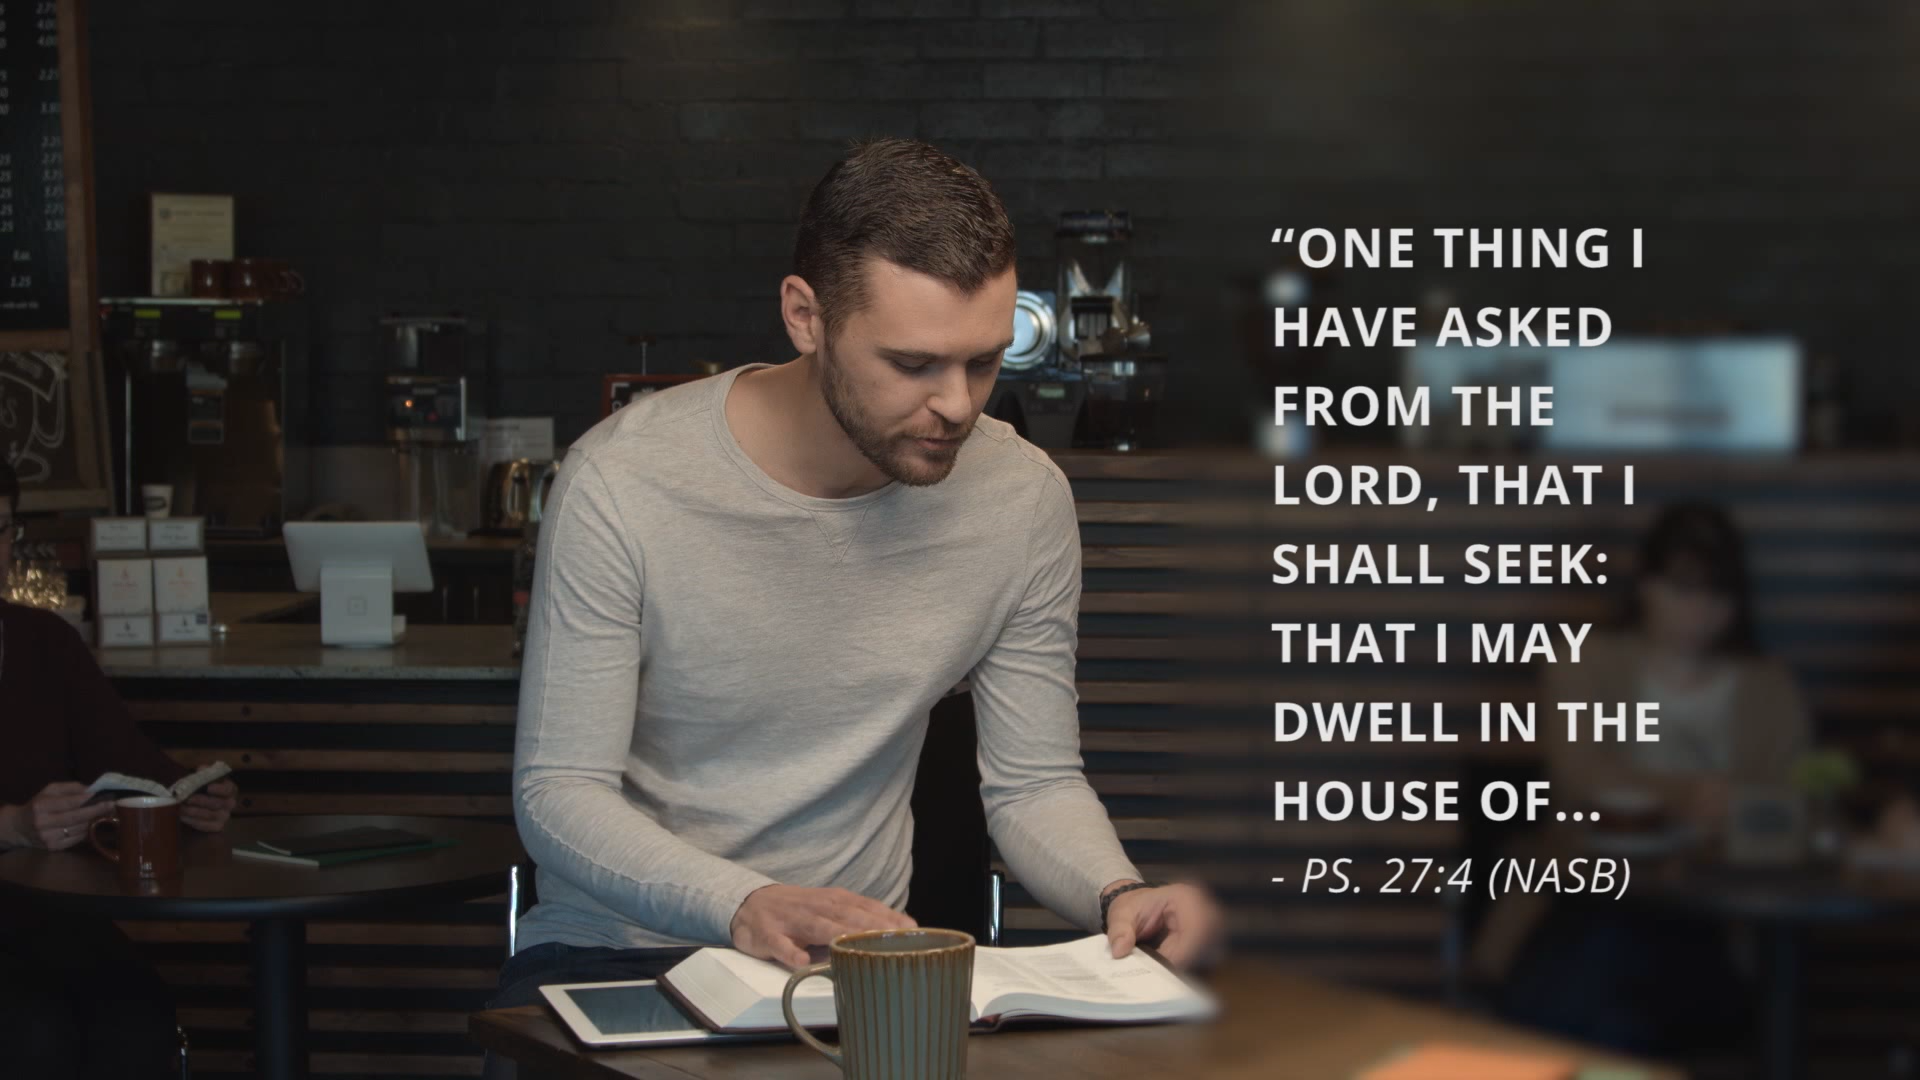 “ONE THING I
HAVE ASKED
FROM THE
LORD, THAT I
SHALL SEEK:
THAT I MAY
DWELL IN THE
HOUSE OF...
- PS. 27:4 (NASB)